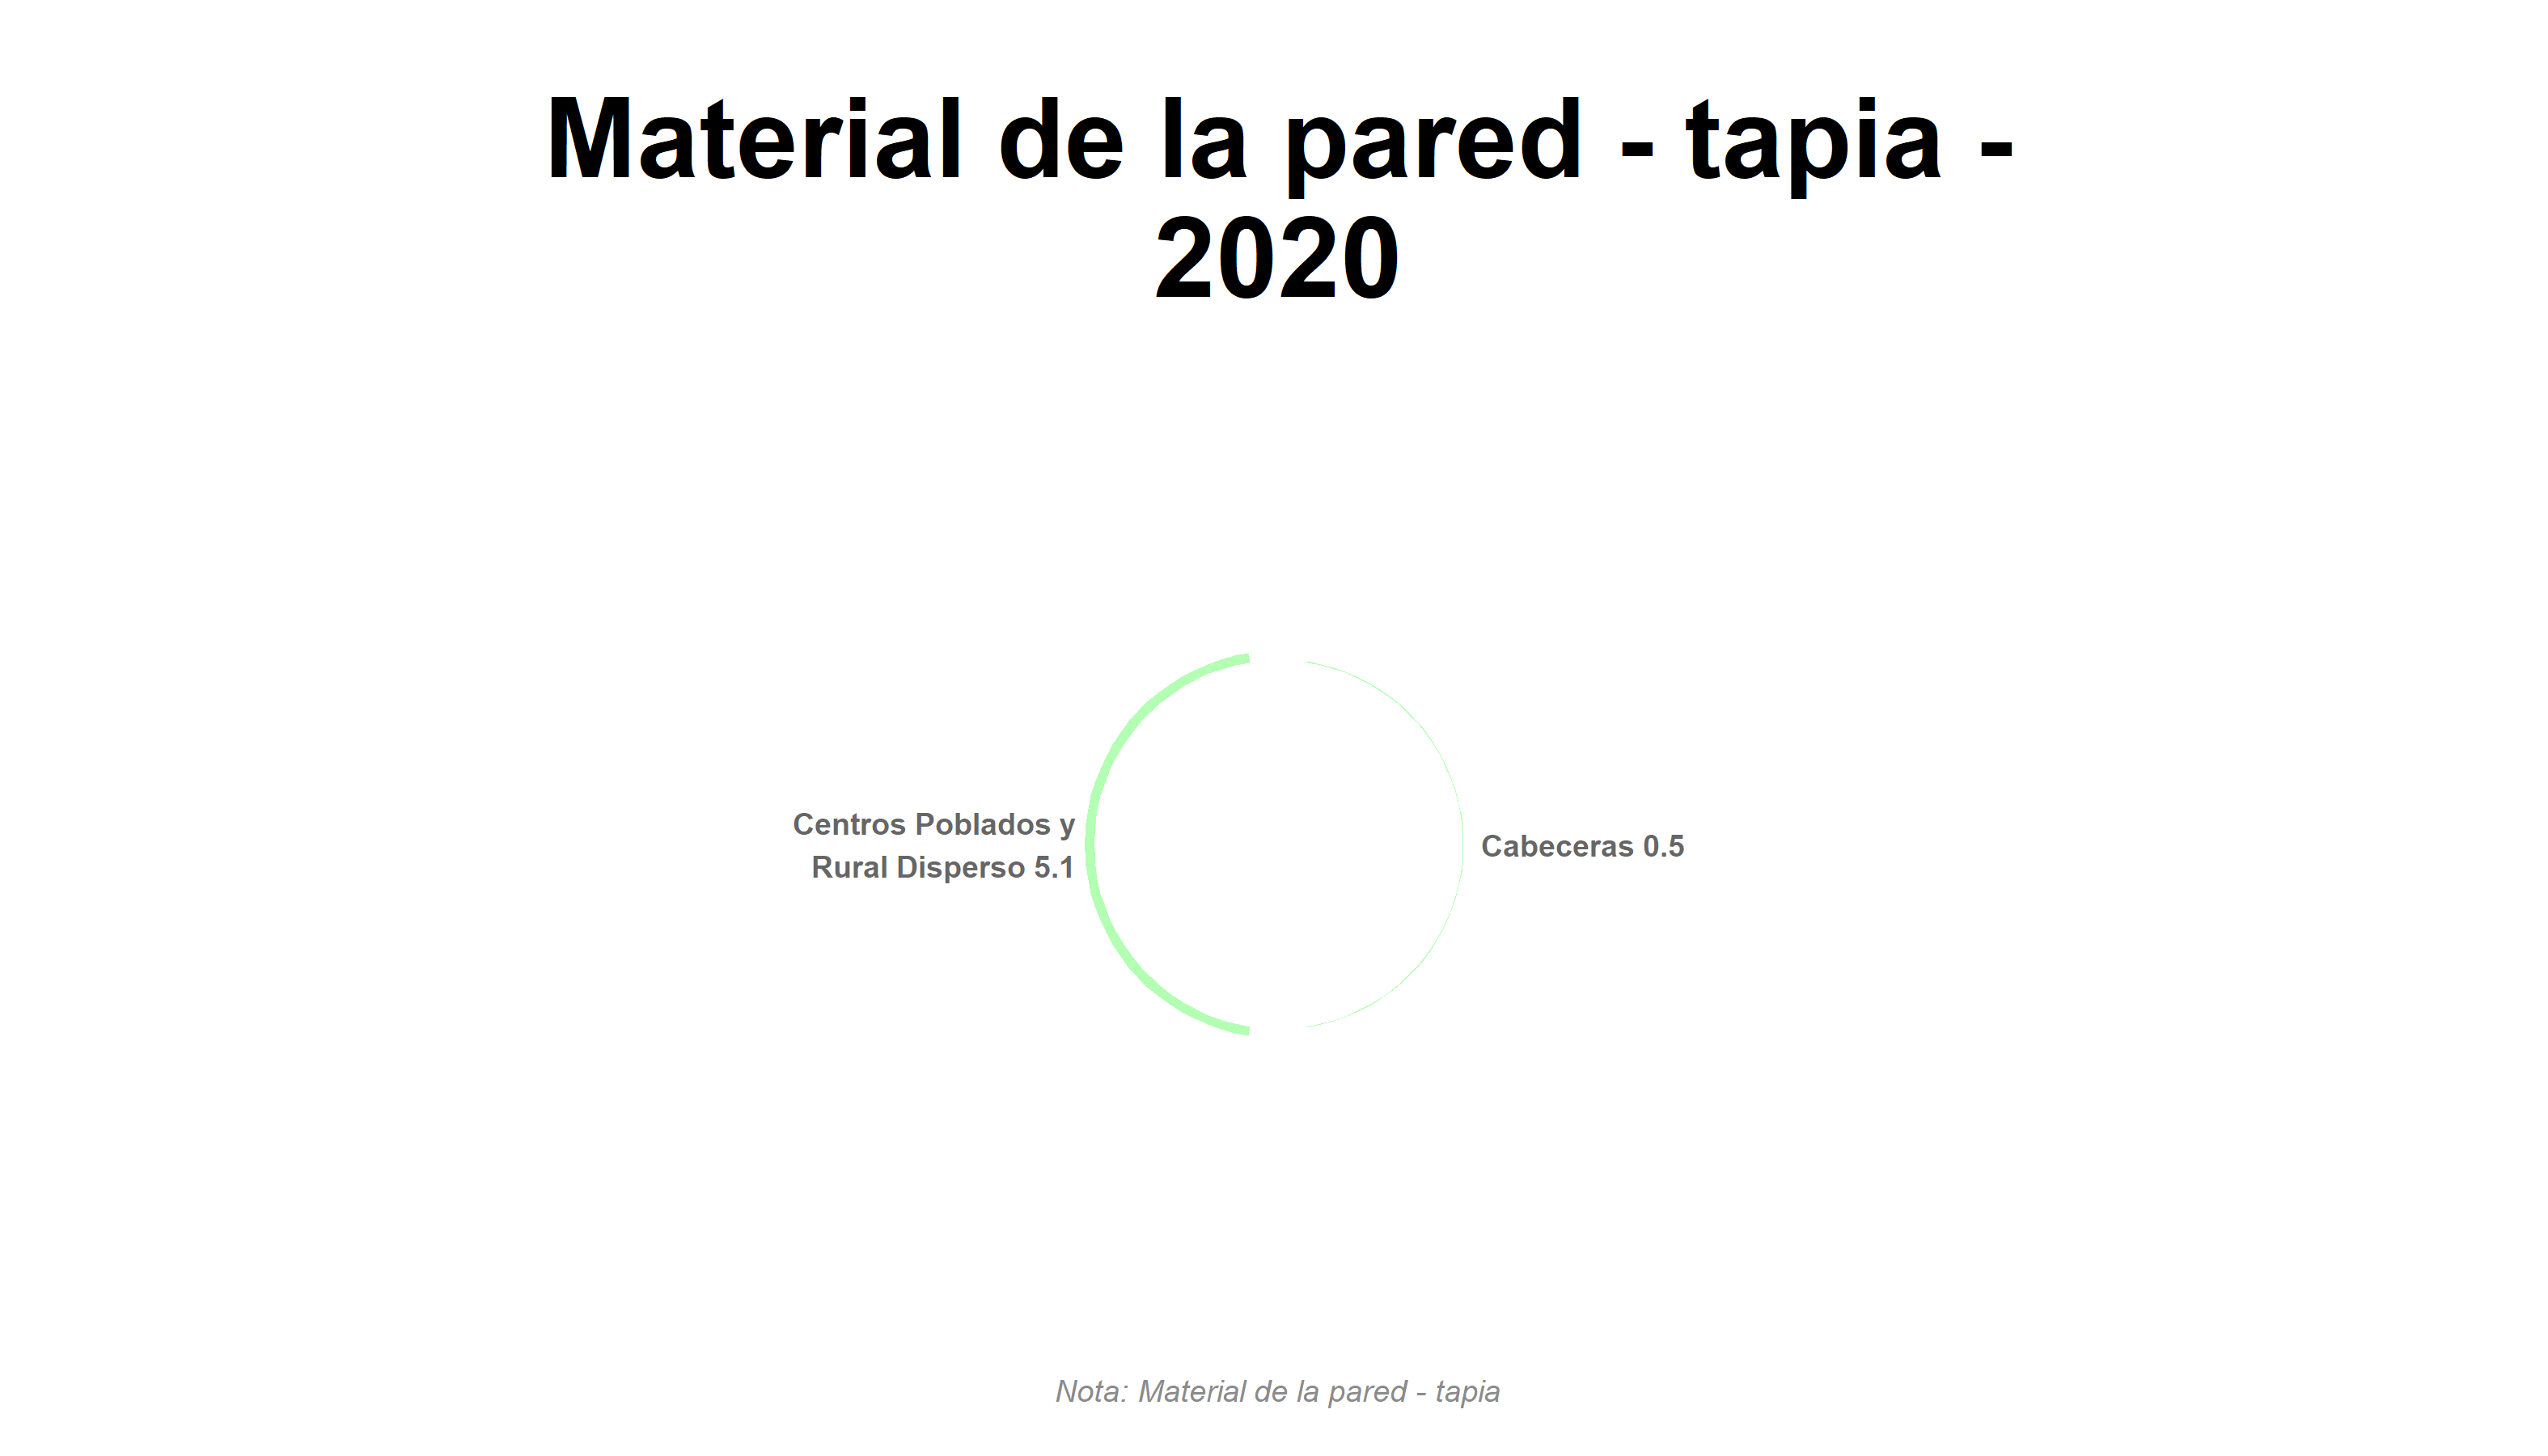 Material de la pared - tapia -
2020
Centros Poblados y
Rural Disperso 5.1
Cabeceras 0.5
Nota: Material de la pared - tapia